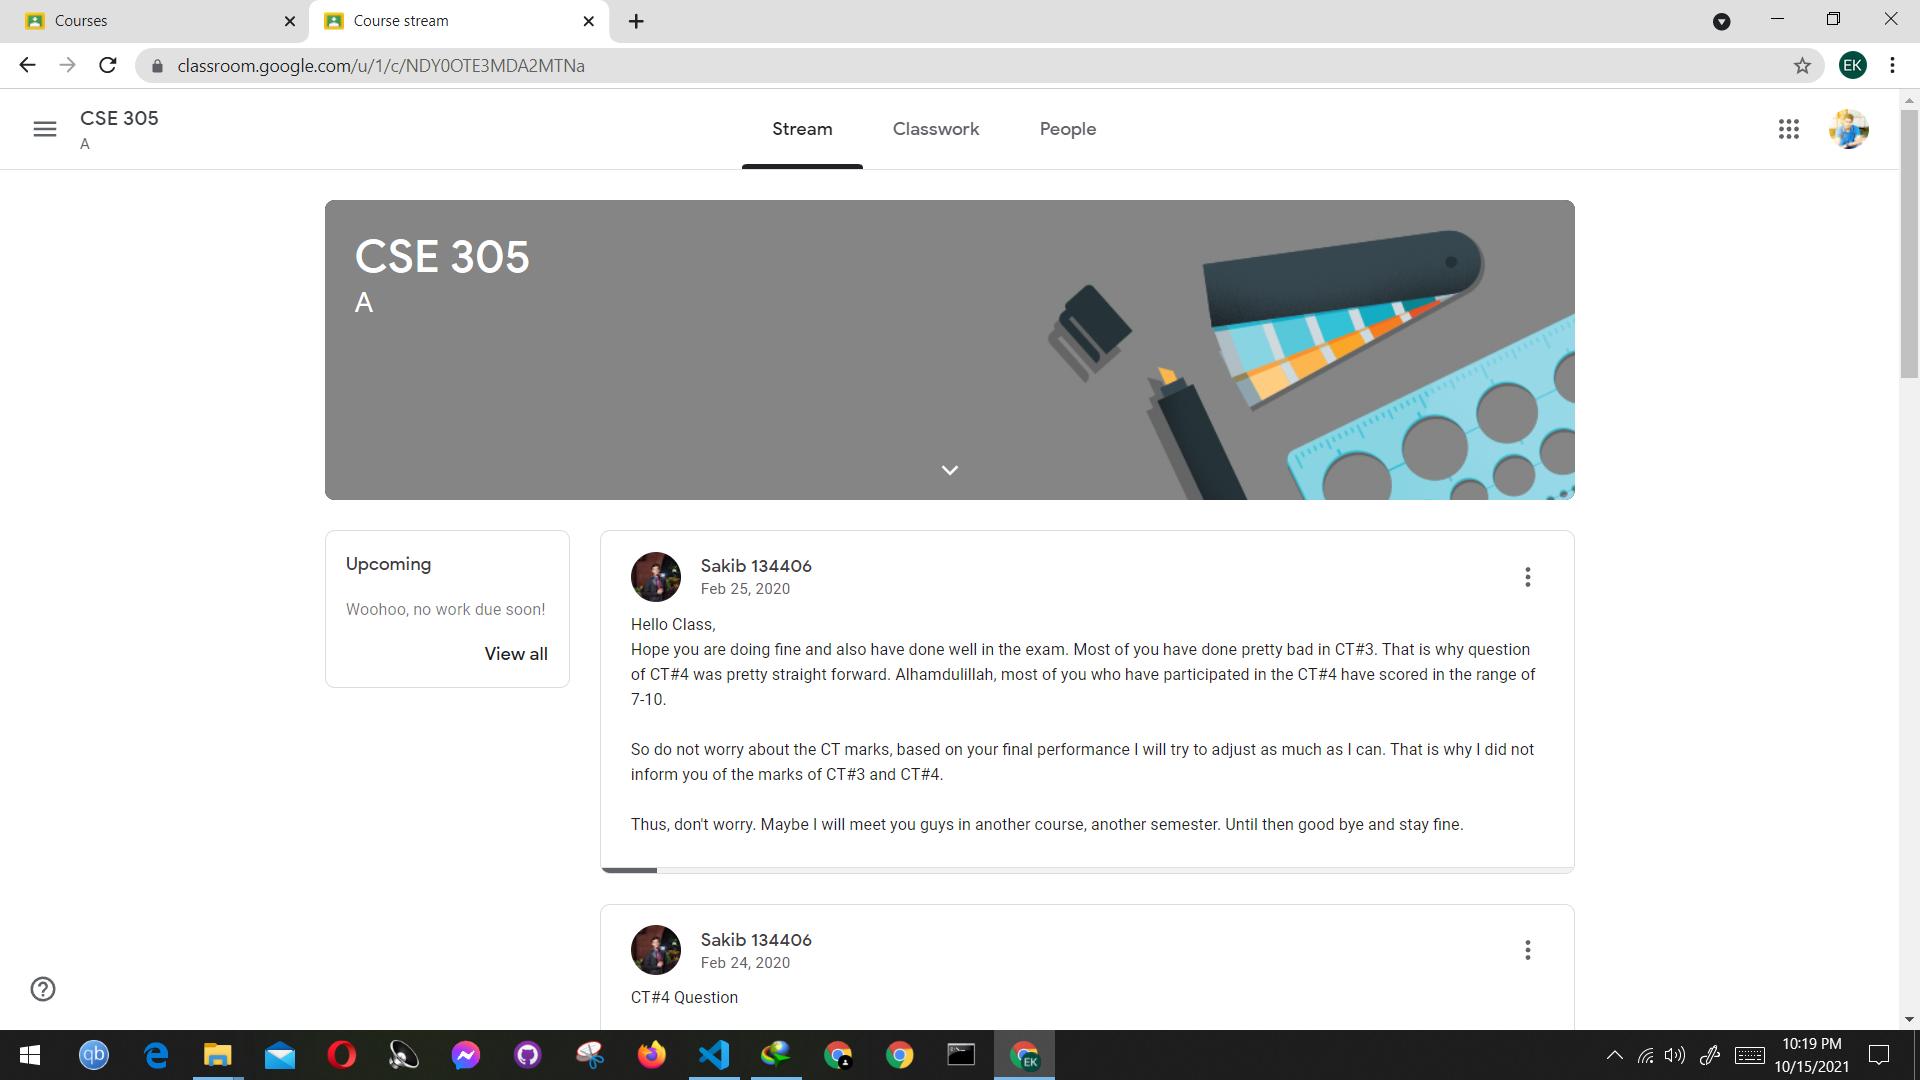 Courses
Course stream
classroom.google.com/u/1/c/NDY0OTE3MDA2MTNa
EK
CSE 305
A
Stream
Classwork
People
CSE 305
A
Upcoming
Woohoo, no work due soon!
View all
Sakib 134406
Feb 25, 2020
Hello Class,
Hope you are doing fine and also have done well in the exam. Most of you have done pretty bad in CT#3. That is why question
of CT#4 was pretty straight forward. Alhamdulillah, most of you who have participated in the CT#4 have scored in the range of
7-10.
So do not worry about the CT marks, based on your final performance I will try to adjust as much as I can. That is why I did not
inform you of the marks of CT#3 and CT#4.
Thus, don't worry. Maybe I will meet you guys in another course, another semester. Until then good bye and stay fine.
Sakib 134406
Feb 24, 2020
CT#4 Question
qb
EK
10:19 PM
10/15/2021